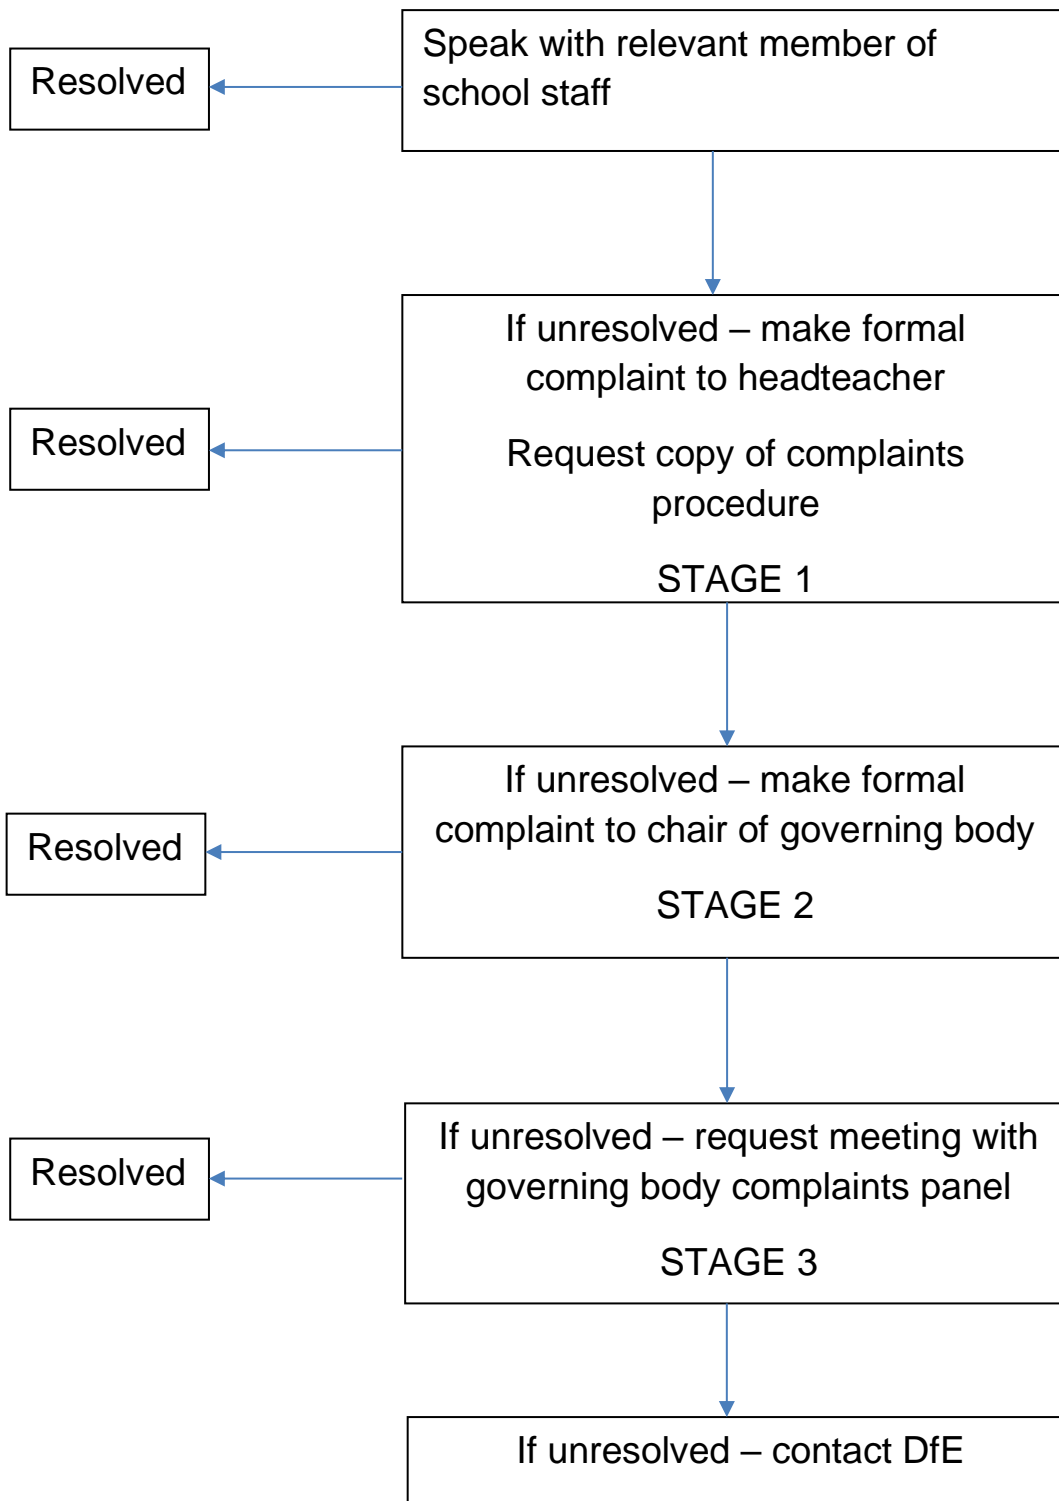 Speak with relevant member of
school staff
Resolved
If unresolved – make formal
complaint to headteacher
Request copy of complaints
procedure
STAGE 1
Resolved
If unresolved – make formal
complaint to chair of governing body
STAGE 2
Resolved
If unresolved – request meeting with
governing body complaints panel
STAGE 3
Resolved
If unresolved – contact DfE